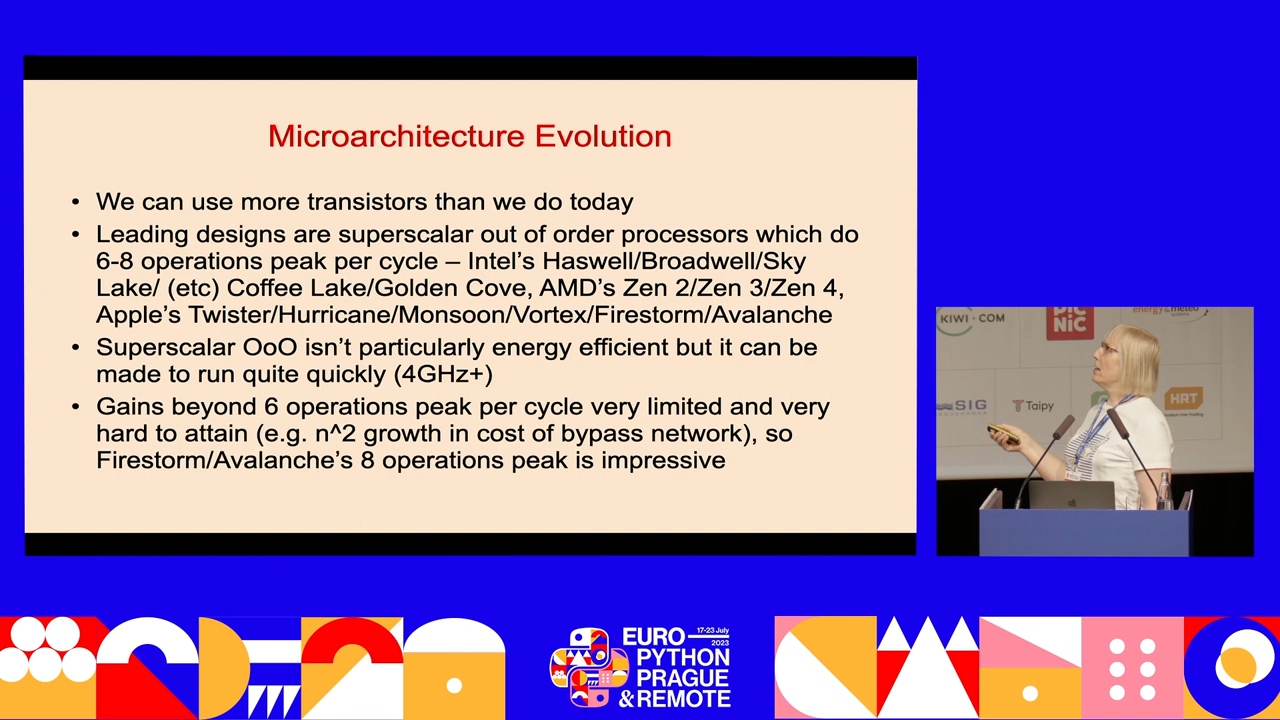 Microarchitecture Evolution
• We can use more transistors than we do today
• Leading designs are superscalar out of order processors which do
6-8 operations peak per cycle – Intel's Haswell/Broadwell/Sky
Lake/ (etc) Coffee Lake/Golden Cove, AMD's Zen 2/Zen 3/Zen 4,
Apple's Twister/Hurricane/Monsoon/Vortex/Firestorm/Avalanche
• Superscalar OoO isn't particularly energy efficient but it can be
made to run quite quickly (4GHz+)
• Gains beyond 6 operations peak per cycle very limited and very
hard to attain (e.g. n^2 growth in cost of bypass network), so
Firestorm/Avalanche's 8 operations peak is impressive
KIWI.COM
PIC
NIC
energy&meteo
systems
SIG
Taipy
HRT
EURO 17-23 July
2023
PYTHON
PRAGUE
& REMOTE